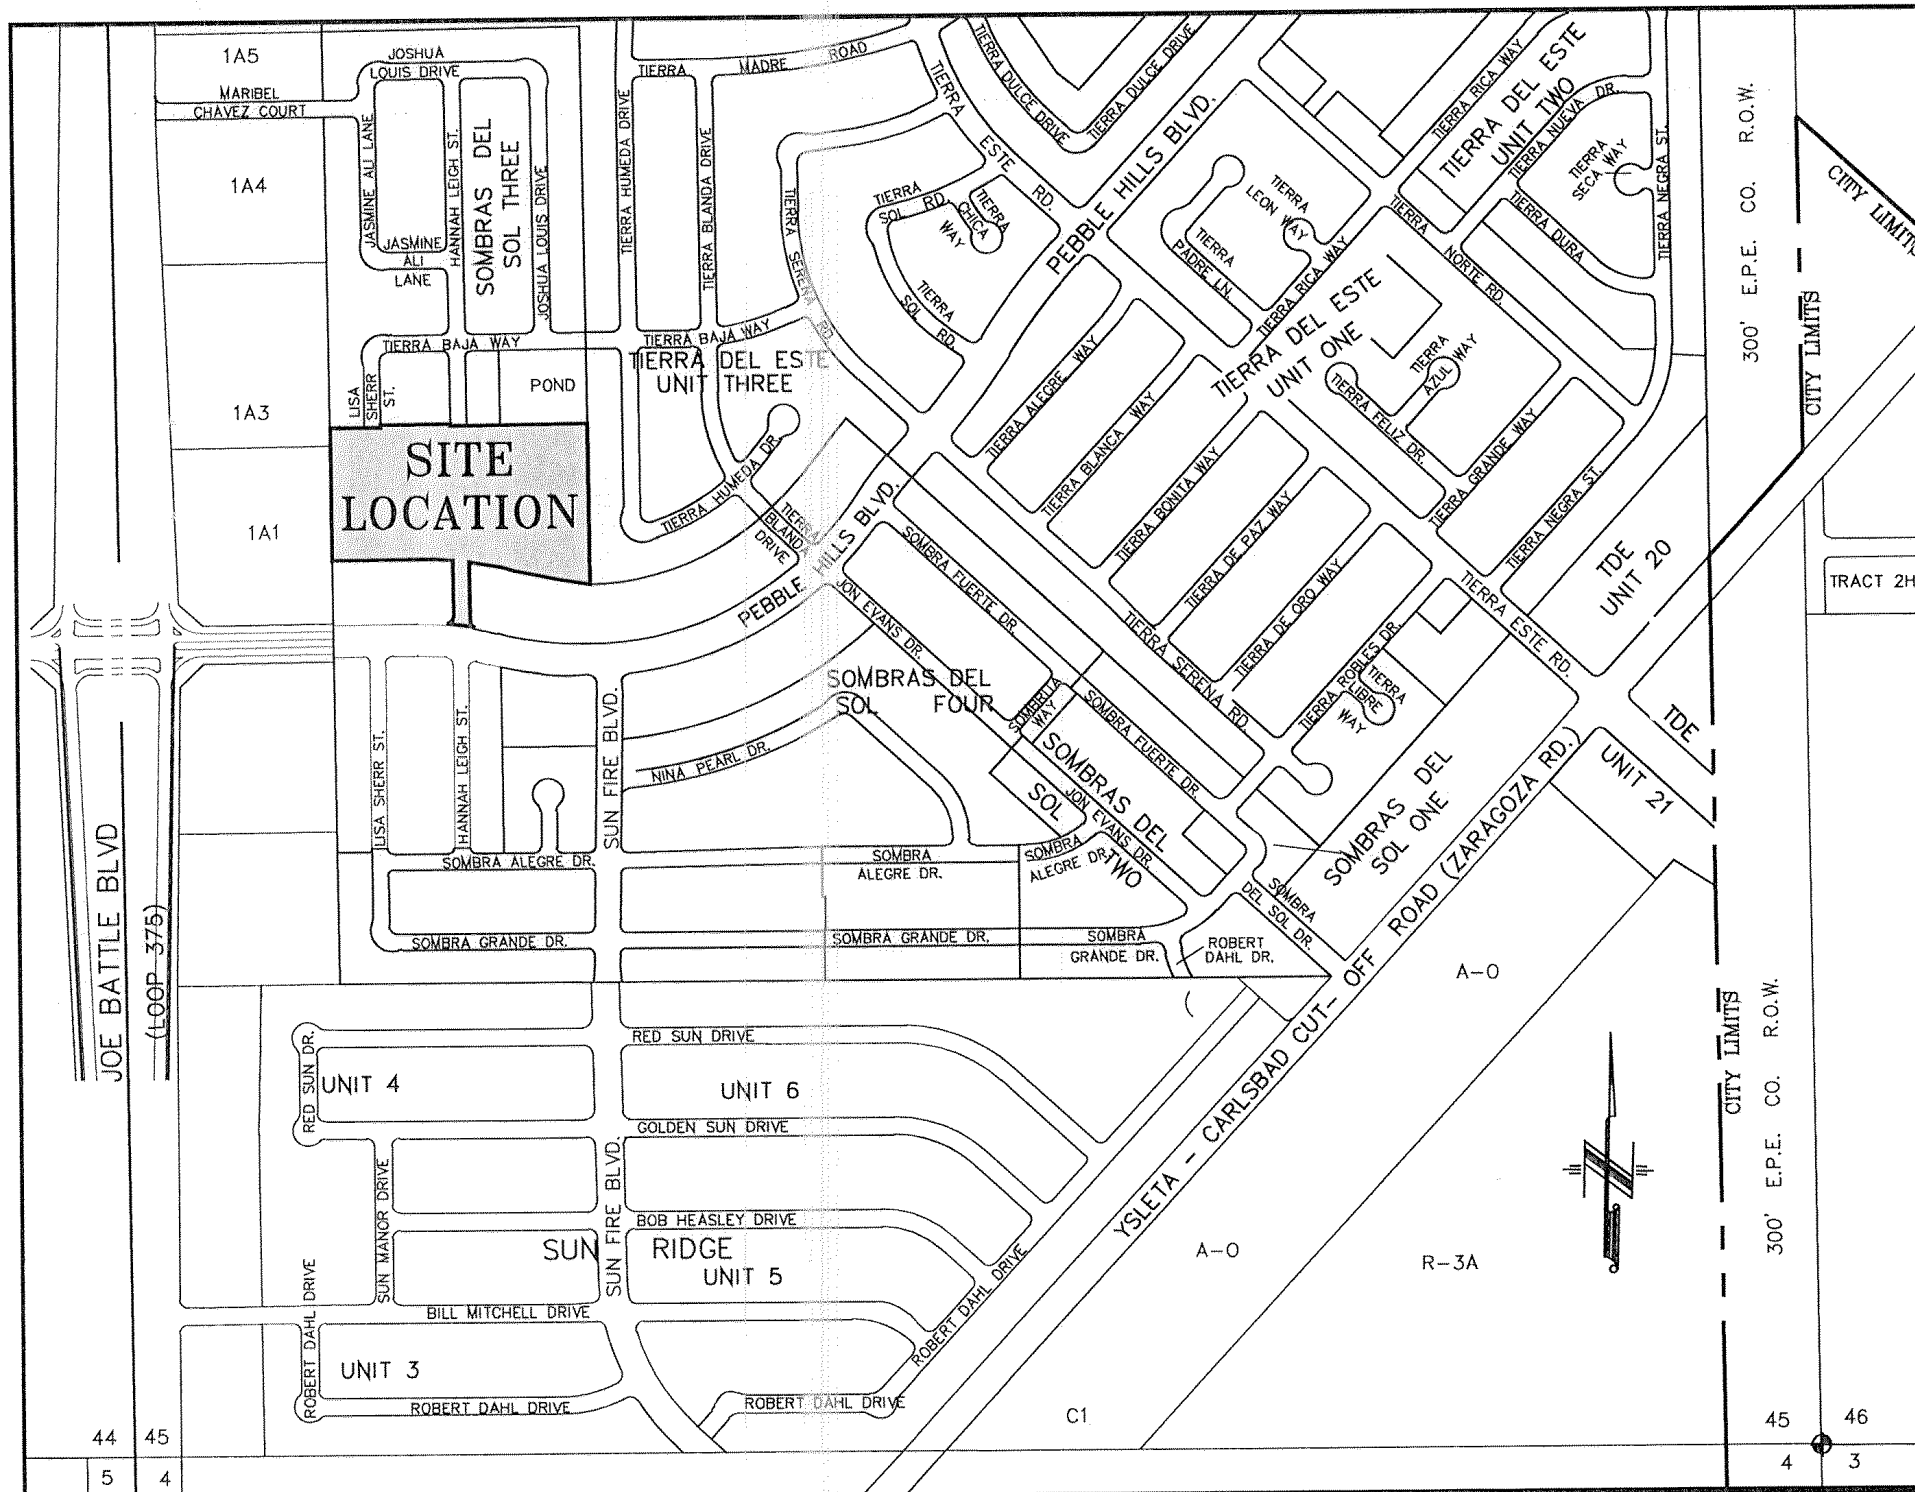 1A5
JOSHUA
LOUIS DRIVE
MARIBEL
CHAVEZ COURT
JASMINE ALI LANE
HANNAH LEIGH ST.
SOMBRAS DEL
SOL THREE
JOSHUA LOUIS DRIVE
1A4
JASMINE
ALI
LANE
TIERRA BAJA WAY
LISA
SHERR
ST.
POND
1A3
1A1
SITE
LOCATION
TIERRA HUMEDA DRIVE
TIERRA
MADRE
ROAD
TIERRA BLANDA DRIVE
TIERRA BAJA WAY
TIERRA DEL ESTE
UNIT THREE
TIERRA HUMEDA DR.
TIERRA
BLANDA
DRIVE
TIERRA SERENA RD.
TIERRA
ESTE
RD.
TIERRA DULCE DRIVE
TIERRA DULCE DRIVE
TIERRA
SOL RD.
TIERRA
CHICA
WAY
TIERRA
SOL
RD.
PEBBLE HILLS BLVD.
TIERRA
LEON WAY
TIERRA
PADRE LN.
TIERRA RICA WAY
TIERRA RICA WAY
TIERRA DEL ESTE
UNIT TWO
TIERRA NUEVA DR.
TIERRA
SECA WAY
TIERRA NEGRA ST.
TIERRA DURA
TIERRA
NORTE RD.
TIERRA DEL ESTE
UNIT ONE
TIERRA
AZUL WAY
TIERRA FELIZ DR.
TIERRA GRANDE WAY
TIERRA NEGRA ST.
TIERRA ALEGRE WAY
TIERRA BLANCA WAY
TIERRA BONITA WAY
TIERRA DE PAZ WAY
TIERRA DE ORO WAY
TIERRA ROBLES DR.
TIERRA
LIBRE
WAY
TIERRA SERENA RD.
TIERRA ESTE RD.
TDE
UNIT 20
TDE
UNIT 21
300' E.P.E. CO. R.O.W.
CITY LIMITS
CITY LIMITS
TRACT 2H
PEBBLE HILLS BLVD.
SOMBRA FUERTE DR.
JON EVANS DR.
SOMBRAS DEL
SOL FOUR
SOMBRIJA
WAY
SOMBRA FUERTE DR.
SOMBRAS DEL
SOL
TWO
JON EVANS DR.
SOMBRA
ALEGRE DR.
SOMBRAS DEL
SOL ONE
SOMBRA
DEL SOL DR.
NINA PEARL DR.
SUN FIRE BLVD.
LISA SHERR ST.
HANNAH LEIGH ST.
SOMBRA ALEGRE DR.
SOMBRA
ALEGRE DR.
SOMBRA GRANDE DR.
SOMBRA GRANDE DR.
SOMBRA
GRANDE DR.
ROBERT
DAHL DR.
JOE BATTLE BLVD
(LOOP 375)
YSLETA - CARLSBAD CUT- OFF ROAD (ZARAGOZA RD.)
A-O
RED SUN DR.
RED SUN DRIVE
UNIT 4
UNIT 6
GOLDEN SUN DRIVE
SUN MANOR DRIVE
SUN FIRE BLVD.
BOB HEASLEY DRIVE
SUN RIDGE
UNIT 5
BILL MITCHELL DRIVE
ROBERT DAHL DRIVE
UNIT 3
ROBERT DAHL DRIVE
ROBERT DAHL DRIVE
ROBERT DAHL DRIVE
A-O
R-3A
C1
CITY LIMITS
300' E.P.E. CO. R.O.W.
44
45
5
4
45
46
4
3